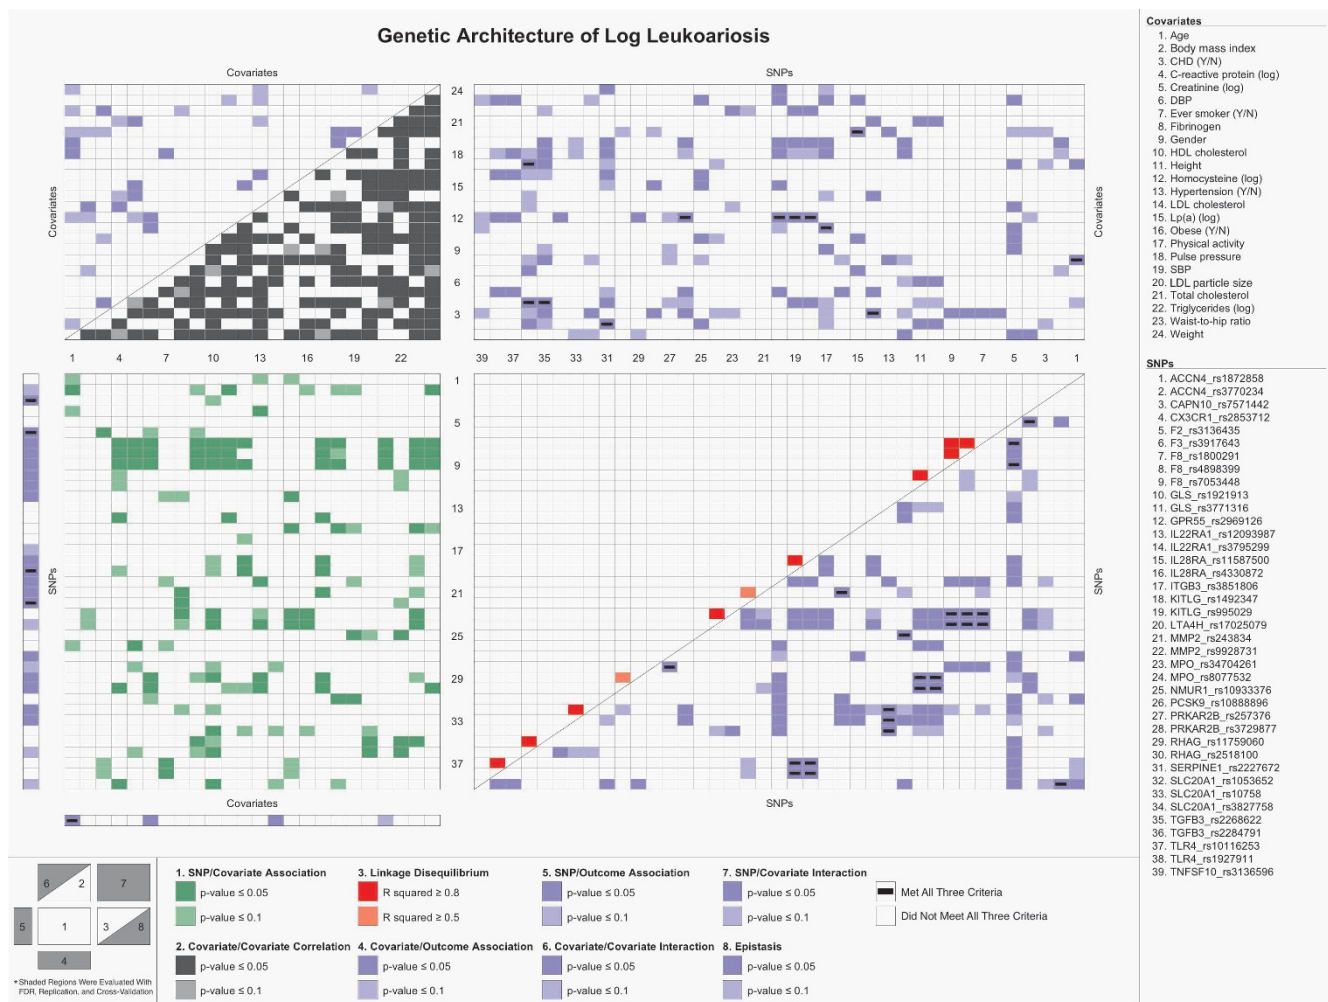 Genetic Architecture of Log Leukoariosis
Covariates
SNPs
24
21
18
15
12
9
6
3
Covariates
Covariates
1 4 7 10 13 16 19 22
39 37 35 33 31 29 27 25 23 21 19 17 15 13 11 9 7 5 3 1
1
5
9
13
17
21
25
29
33
37
SNPs
SNPs
Covariates
SNPs
Covariates
1. Age
2. Body mass index
3. CHD (Y/N)
4. C-reactive protein (log)
5. Creatinine (log)
6. DBP
7. Ever smoker (Y/N)
8. Fibrinogen
9. Gender
10. HDL cholesterol
11. Height
12. Homocysteine (log)
13. Hypertension (Y/N)
14. LDL cholesterol
15. Lp(a) (log)
16. Obese (Y/N)
17. Physical activity
18. Pulse pressure
19. SBP
20. LDL particle size
21. Total cholesterol
22. Triglycerides (log)
23. Waist-to-hip ratio
24. Weight
SNPs
1. ACCN4_rs1872858
2. ACCN4_rs3770234
3. CAPN10_rs7571442
4. CX3CR1_rs2853712
5. F2_rs3136435
6. F3_rs3917643
7. F8_rs1800291
8. F8_rs4898399
9. F8_rs7053448
10. GLS_rs1921913
11. GLS_rs3771316
12. GPR55_rs2969126
13. IL22RA1_rs12093987
14. IL22RA1_rs3795299
15. IL28RA_rs11587500
16. IL28RA_rs4330872
17. ITGB3_rs3851806
18. KITLG_rs1492347
19. KITLG_rs995029
20. LTA4H_rs17025079
21. MMP2_rs243834
22. MMP2_rs9928731
23. MPO_rs34704261
24. MPO_rs8077532
25. NMUR1_rs10933376
26. PCSK9_rs10888896
27. PRKAR2B_rs257376
28. PRKAR2B_rs3729877
29. RHAG_rs11759060
30. RHAG_rs2518100
31. SERPINE1_rs2227672
32. SLC20A1_rs1053652
33. SLC20A1_rs10758
34. SLC20A1_rs3827758
35. TGFB3_rs2268622
36. TGFB3_rs2284791
37. TLR4_rs10116253
38. TLR4_rs1927911
39. TNFSF10_rs3136596
6 2 7
5 1 3 8
4
*Shaded Regions Were Evaluated With
FDR, Replication, and Cross-Validation
1. SNP/Covariate Association
p-value ≤ 0.05
p-value ≤ 0.1
2. Covariate/Covariate Correlation
p-value ≤ 0.05
p-value ≤ 0.1
3. Linkage Disequilibrium
R squared ≥ 0.8
R squared ≥ 0.5
4. Covariate/Outcome Association
p-value ≤ 0.05
p-value ≤ 0.1
5. SNP/Outcome Association
p-value ≤ 0.05
p-value ≤ 0.1
6. Covariate/Covariate Interaction
p-value ≤ 0.05
p-value ≤ 0.1
7. SNP/Covariate Interaction
p-value ≤ 0.05
p-value ≤ 0.1
8. Epistasis
p-value ≤ 0.05
p-value ≤ 0.1
Met All Three Criteria
Did Not Meet All Three Criteria